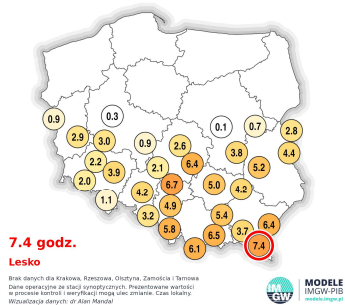 0.9
0.3
0.1
0.7
2.8
2.9
3.0
0.9
2.6
3.8
4.4
2.2
2.1
6.4
5.2
2.0
3.9
6.7
5.0
4.2
1.1
4.2
4.9
3.2
5.4
5.8
6.5
3.7
6.4
6.1
7.4
7.4 godz.
Lesko
Brak danych dla Krakowa, Rzeszowa, Olsztyna, Zamościa i Tarnowa
Dane operacyjne ze stacji synoptycznych. Prezentowane wartości
w procesie kontroli i weryfikacji mogą ulec zmianie. Czas lokalny.
Wizualizacja danych: dr Alan Mandal
IM
GW
MODELE
IMGW-PIB
modele.imgw.pl